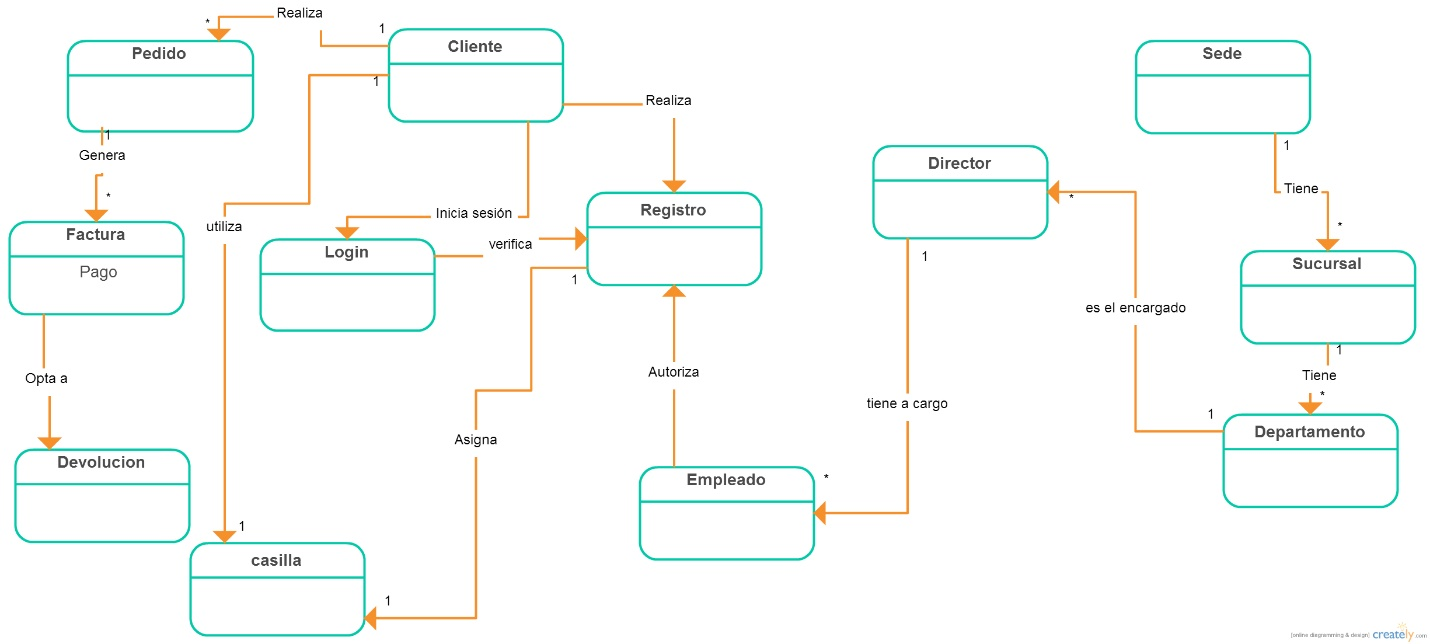 Realiza
*
1
Pedido
Cliente
Sede
1
Realiza
1
Genera
*
1
Tiene
*
Director
*
Registro
Factura
Pago
utiliza
Inicia sesión
verifica
Login
1
1
Sucursal
es el encargado
1
Tiene
*
Autoriza
Opta a
tiene a cargo
1
Departamento
Asigna
Devolucion
Empleado
*
1
casilla
1
[online diagramming & design] creately.com